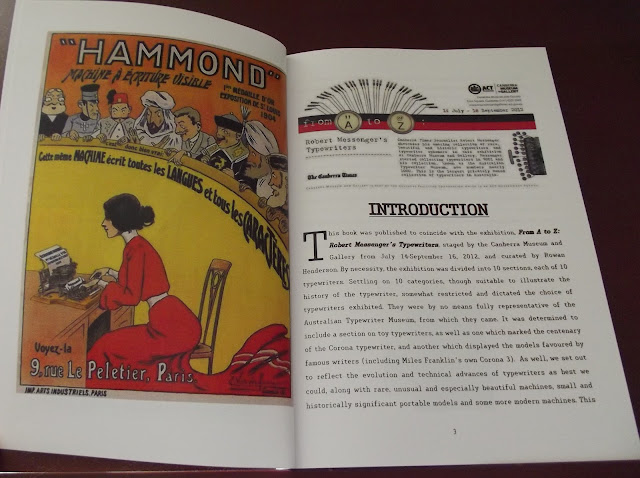 "HAMMOND"
MACHINE À ÉCRITURE VISIBLE
1ère MÉDAILLE D'OR
EXPOSITION DE ST LOUIS
1904
Cette même MACHINE écrit toutes les LANGUES et tous les CARACTÈRES
Voyez-la
9, rue Le Peletier, Paris
IMP. ARTS INDUSTRIELS, PARIS
ACT
MUSEUM
GALLERY
11 July - 16 September 2012
from A to Z:
Robert Messenger's
Typewriters
The Canberra Times
INTRODUCTION
This book was published to coincide with the exhibition, From A to Z:
Robert Messenger's Typewriters, staged by the Canberra Museum and
Gallery from July 14-September 16, 2012, and curated by Rowan
Henderson. By necessity, the exhibition was divided into 10 sections, each of 10
typewriters. Settling on 10 categories, though suitable to illustrate the
history of the typewriter, somewhat restricted and dictated the choice of
typewriters exhibited. They were by no means fully representative of the
Australian Typewriter Museum, from which they came. It was determined to
include a section on toy typewriters, as well as one which marked the centenary
of the Corona typewriter, and another which displayed the models favoured by
famous writers (including Miles Franklin's own Corona 3). As well, we set out
to reflect the evolution and technical advances of typewriters as best we
could, along with rare, unusual and especially beautiful machines, small and
historically significant portable models and some more modern machines. This
3